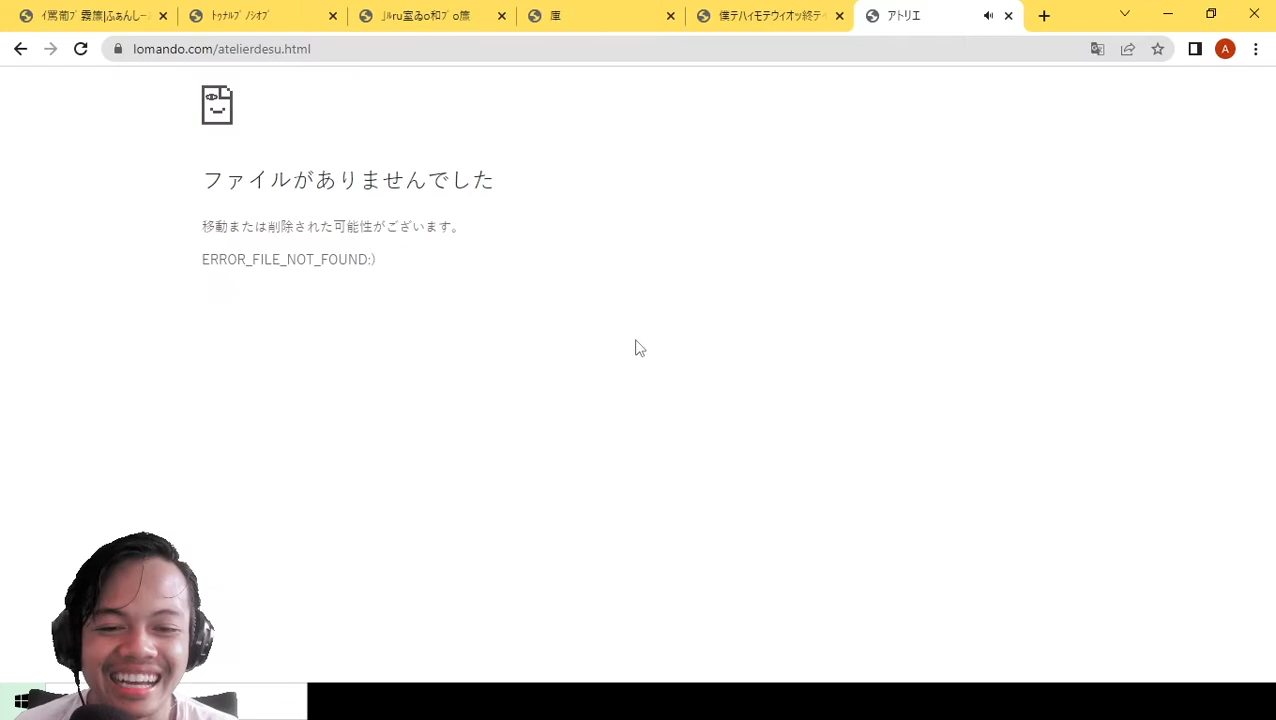 アトリエ
庫
lomando.com/atelierdesu.html
A
ファイルがありませんでした
移動または削除された可能性がございます。
ERROR_FILE_NOT_FOUND:)